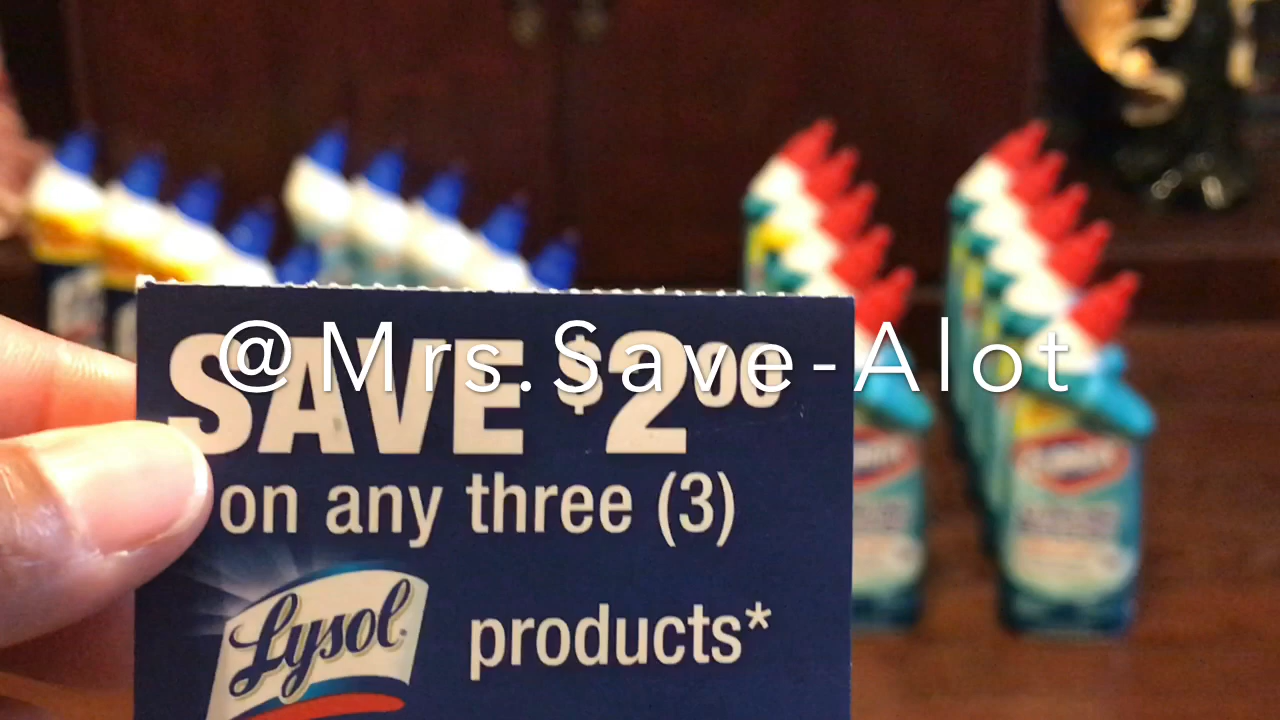 SAVE $2.00
@Mrs.Save-Alot
on any three (3)
Lysol
products*